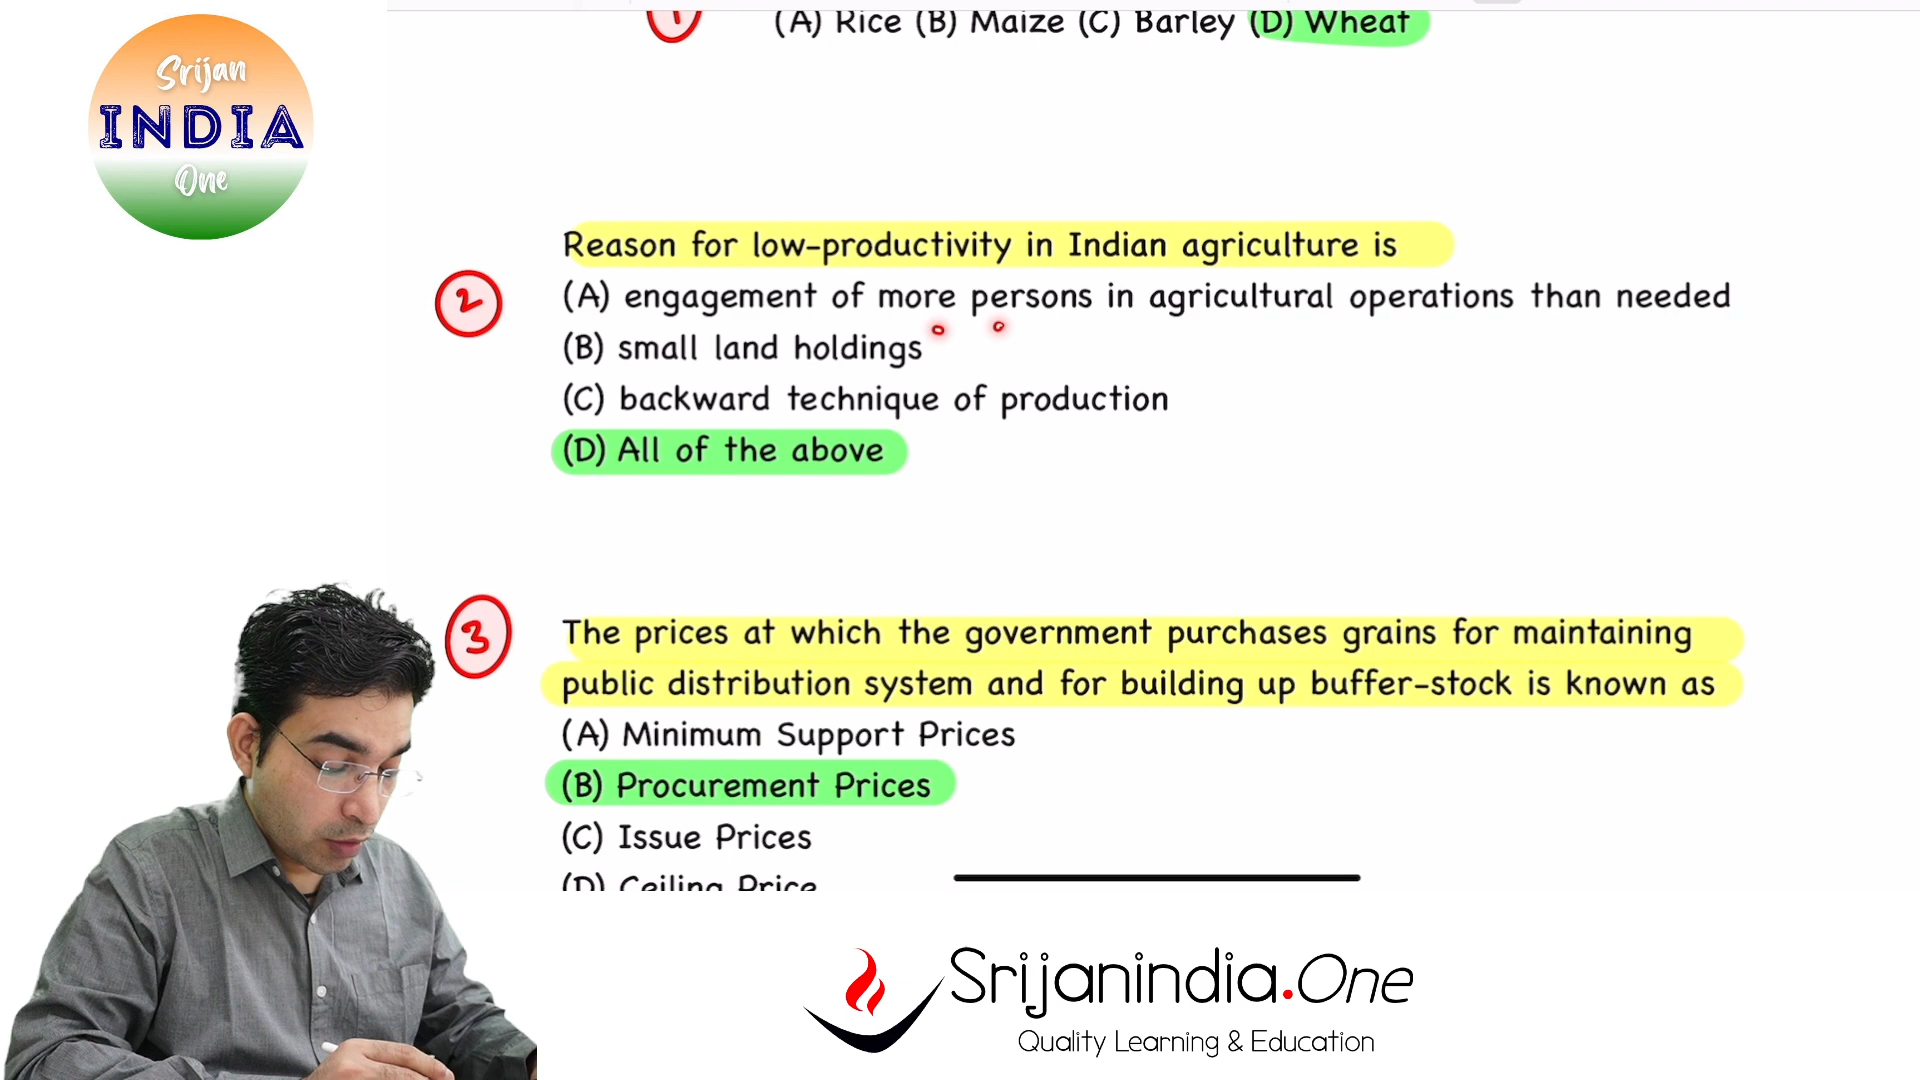 Srijan
INDIA
One
1
(A) Rice (B) Maize (C) Barley (D) Wheat
2
Reason for low-productivity in Indian agriculture is
(A) engagement of more persons in agricultural operations than needed
(B) small land holdings
(C) backward technique of production
(D) All of the above
3
The prices at which the government purchases grains for maintaining
public distribution system and for building up buffer-stock is known as
(A) Minimum Support Prices
(B) Procurement Prices
(C) Issue Prices
(D) Ceiling Price
Srijanindia.One
Quality Learning & Education